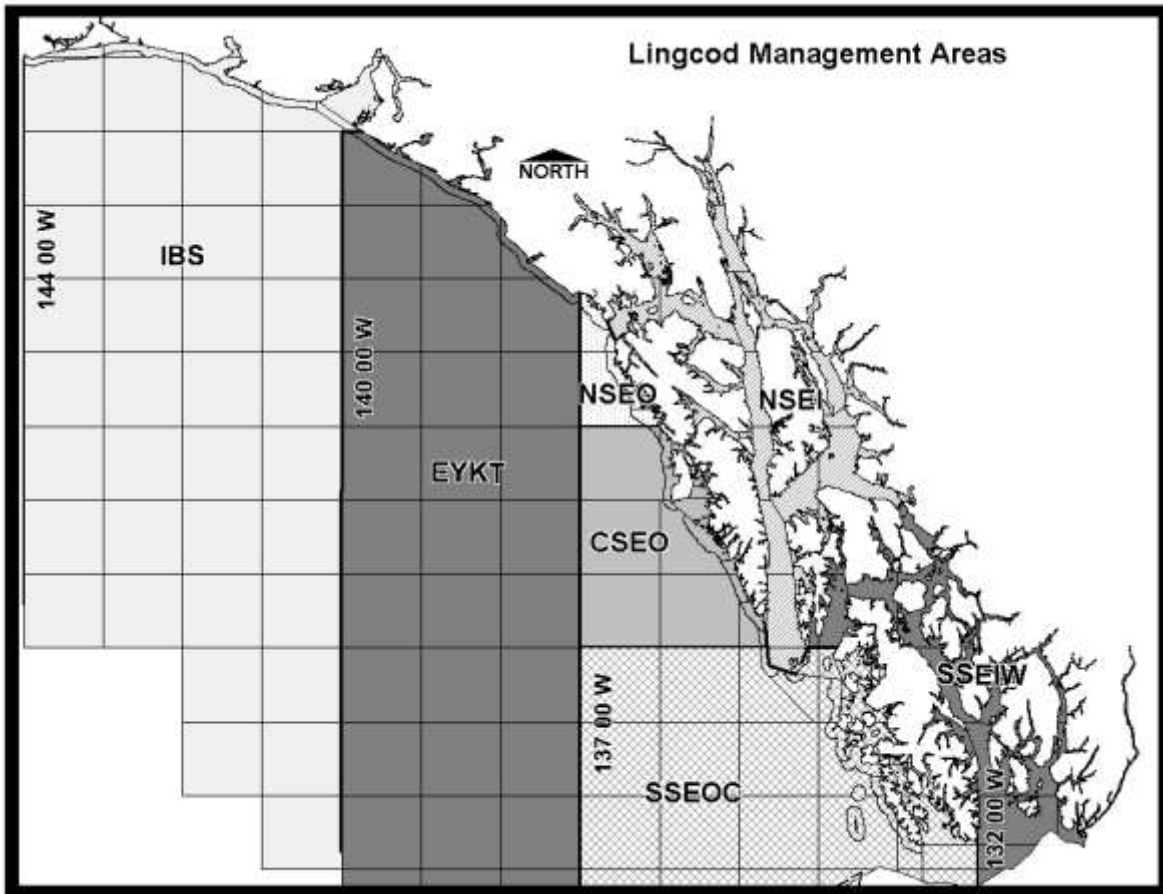 Lingcod Management Areas
NORTH
144 00 W
IBS
140 00 W
NSEO
NSEI
EYKT
CSEO
SSEIW
137 00 W
SSEOC
132 00 W